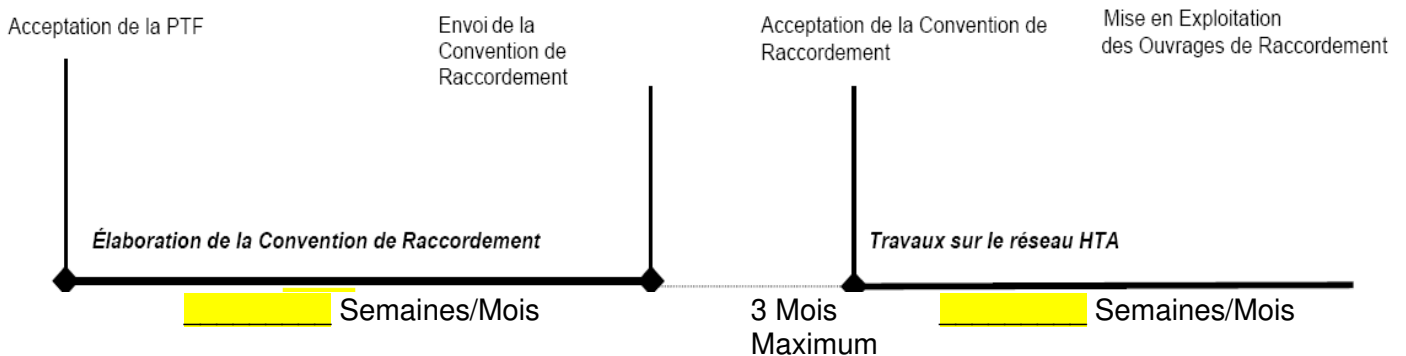 Acceptation de la PTF
Envoi de la
Convention de
Raccordement
Acceptation de la Convention de
Raccordement
Mise en Exploitation
des Ouvrages de Raccordement
Élaboration de la Convention de Raccordement
Travaux sur le réseau HTA
_________ Semaines/Mois
3 Mois
Maximum
_________ Semaines/Mois